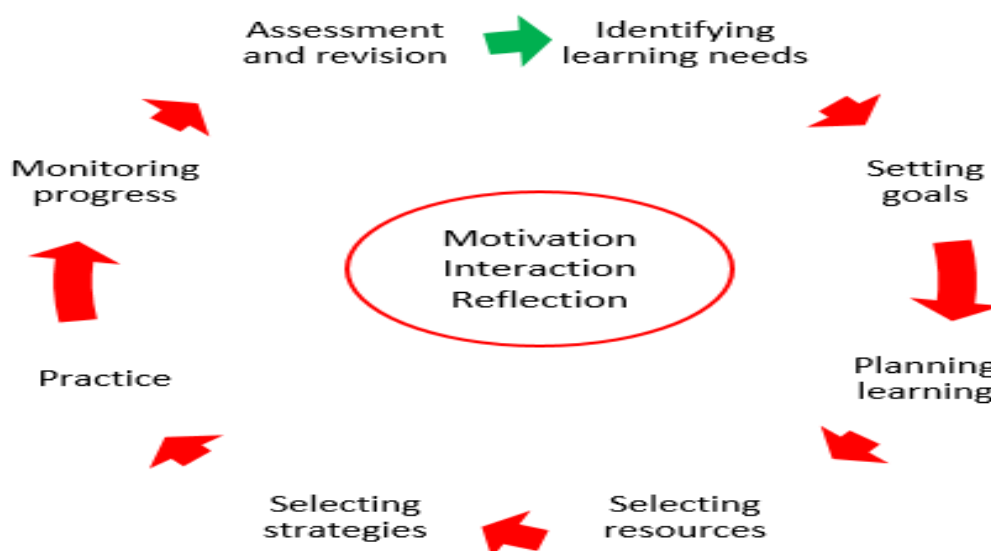 Assessment
and revision
Identifying
learning needs
Setting
goals
Planning
learning
Selecting
resources
Selecting
strategies
Practice
Monitoring
progress
Motivation
Interaction
Reflection